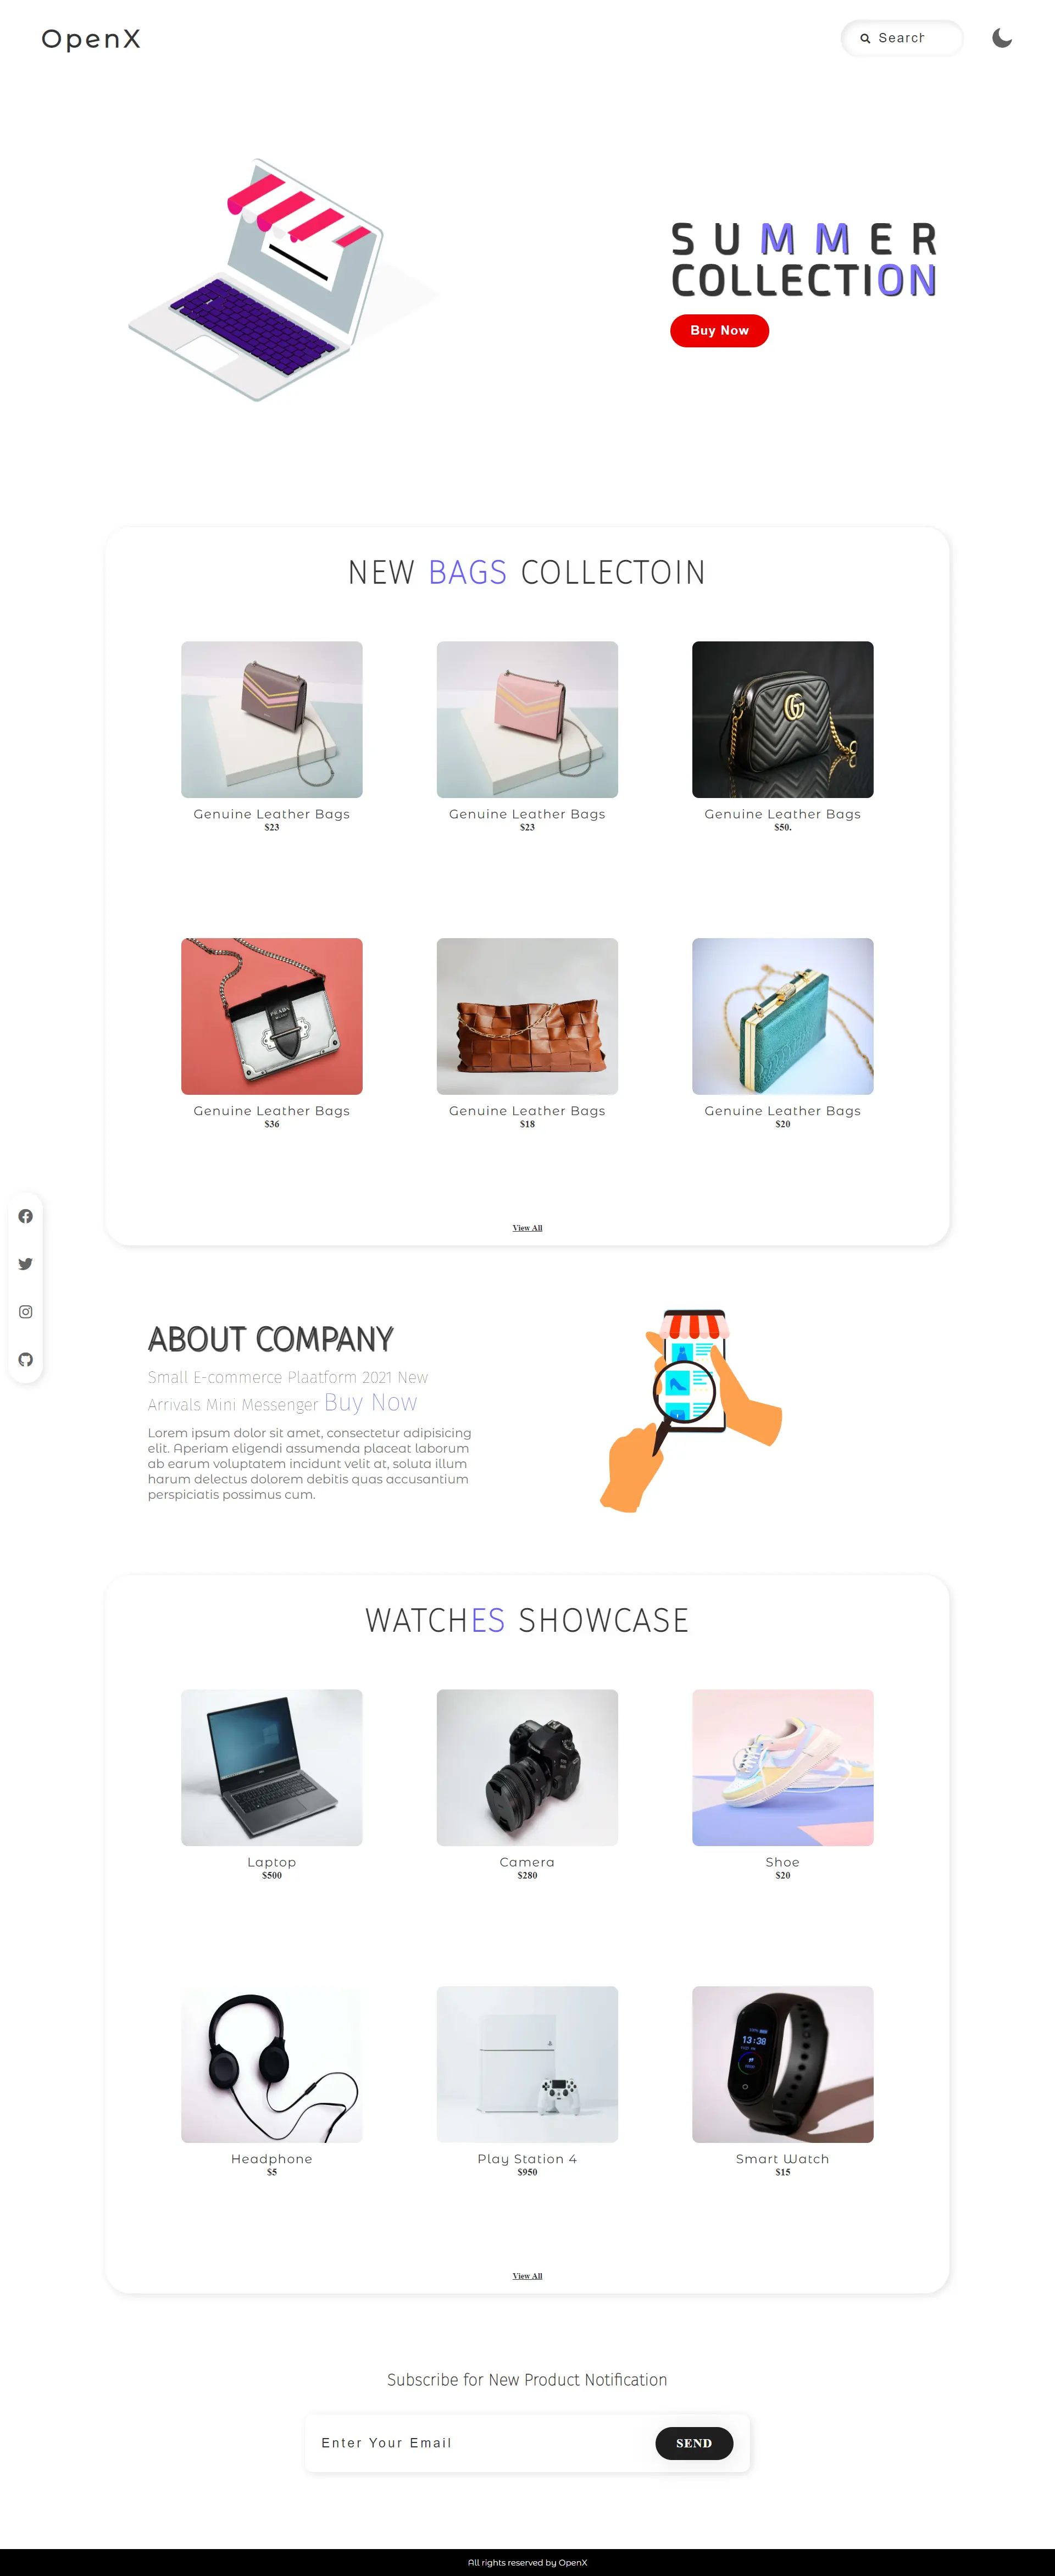 OpenX
Search
SUMMER
COLLECTION
Buy Now
NEW BAGS COLLECTOIN
Genuine Leather Bags
$23
Genuine Leather Bags
$23
Genuine Leather Bags
$50.
PRADA
Genuine Leather Bags
$36
Genuine Leather Bags
$18
Genuine Leather Bags
$20
View All
ABOUT COMPANY
Small E-commerce Plaatform 2021 New
Arrivals Mini Messenger Buy Now
Lorem ipsum dolor sit amet, consectetur adipisicing
elit. Aperiam eligendi assumenda placeat laborum
ab earum voluptatem incidunt velit at, soluta illum
harum delectus dolorem debitis quas accusantium
perspiciatis possimus cum.
WATCHES SHOWCASE
Laptop
$500
Camera
$280
Shoe
$20
13:38
Headphone
$5
Play Station 4
$950
Smart Watch
$15
View All
Subscribe for New Product Notification
Enter Your Email
SEND
All rights reserved by OpenX